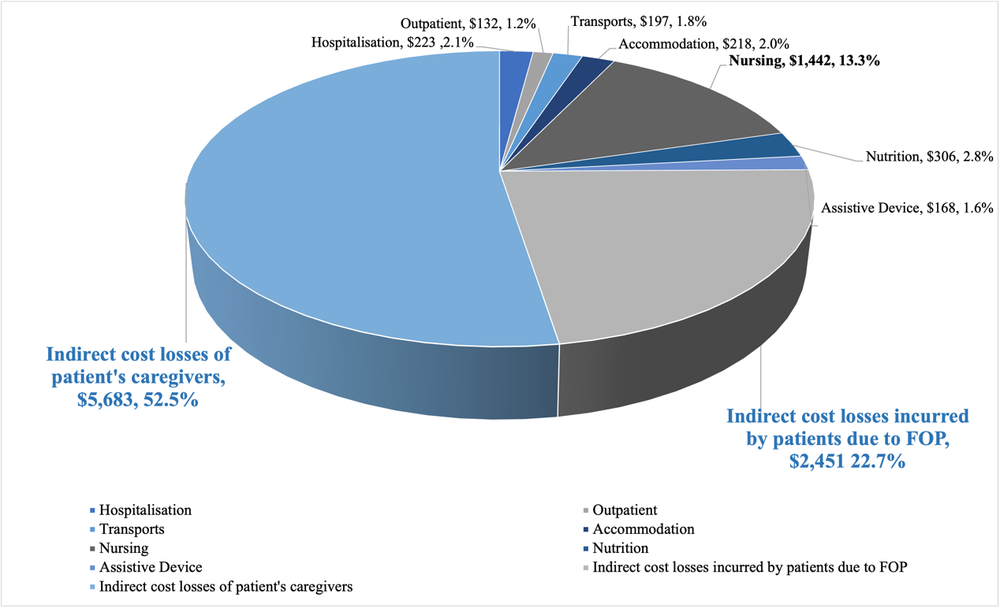 Outpatient, $132, 1.2%
Transports, $197, 1.8%
Hospitalisation, $223 ,2.1%
Accommodation, $218, 2.0%
Nursing, $1,442, 13.3%
Nutrition, $306, 2.8%
Assistive Device, $168, 1.6%
Indirect cost losses of
patient's caregivers,
$5,683, 52.5%
Indirect cost losses incurred
by patients due to FOP,
$2,451 22.7%
Hospitalisation
Outpatient
Transports
Accommodation
Nursing
Nutrition
Assistive Device
Indirect cost losses incurred by patients due to FOP
Indirect cost losses of patient's caregivers